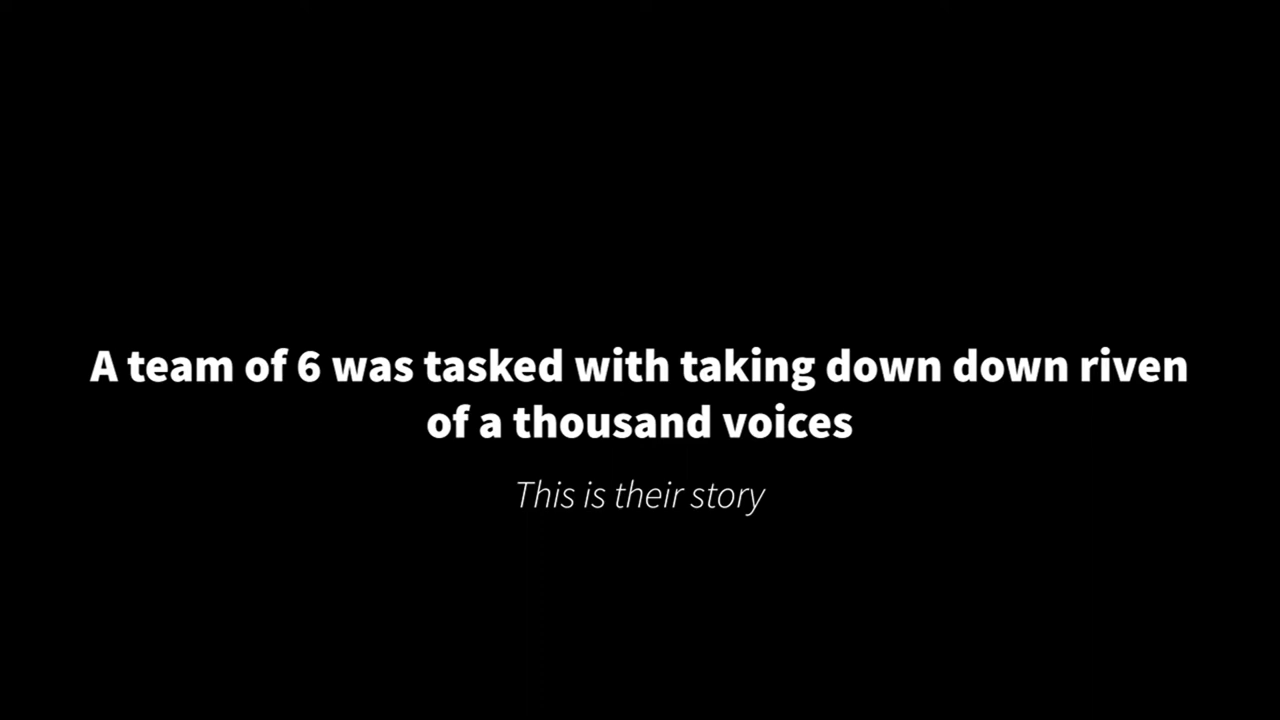 A team of 6 was tasked with taking down down riven
of a thousand voices
This is their story